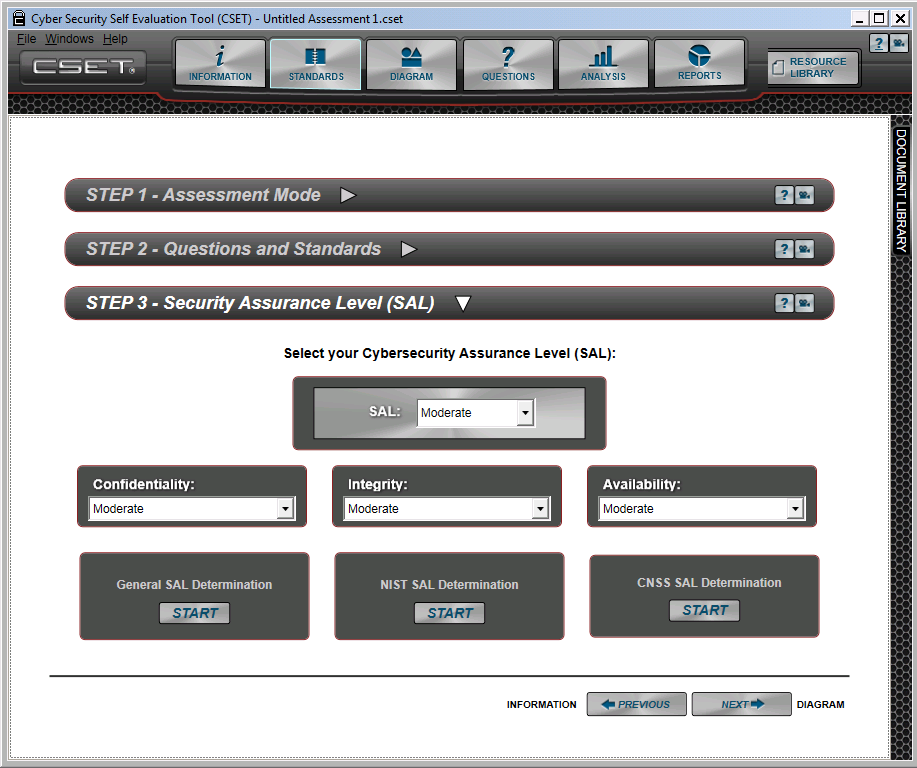 Cyber Security Self Evaluation Tool (CSET) - Untitled Assessment 1.cset
File Windows Help
CSET
INFORMATION
STANDARDS
DIAGRAM
QUESTIONS
ANALYSIS
REPORTS
RESOURCE
LIBRARY
DOCUMENT LIBRARY
STEP 1 - Assessment Mode
STEP 2 - Questions and Standards
STEP 3 - Security Assurance Level (SAL)
Select your Cybersecurity Assurance Level (SAL):
SAL: Moderate
Confidentiality:
Moderate
Integrity:
Moderate
Availability:
Moderate
General SAL Determination
START
NIST SAL Determination
START
CNSS SAL Determination
START
INFORMATION PREVIOUS NEXT DIAGRAM